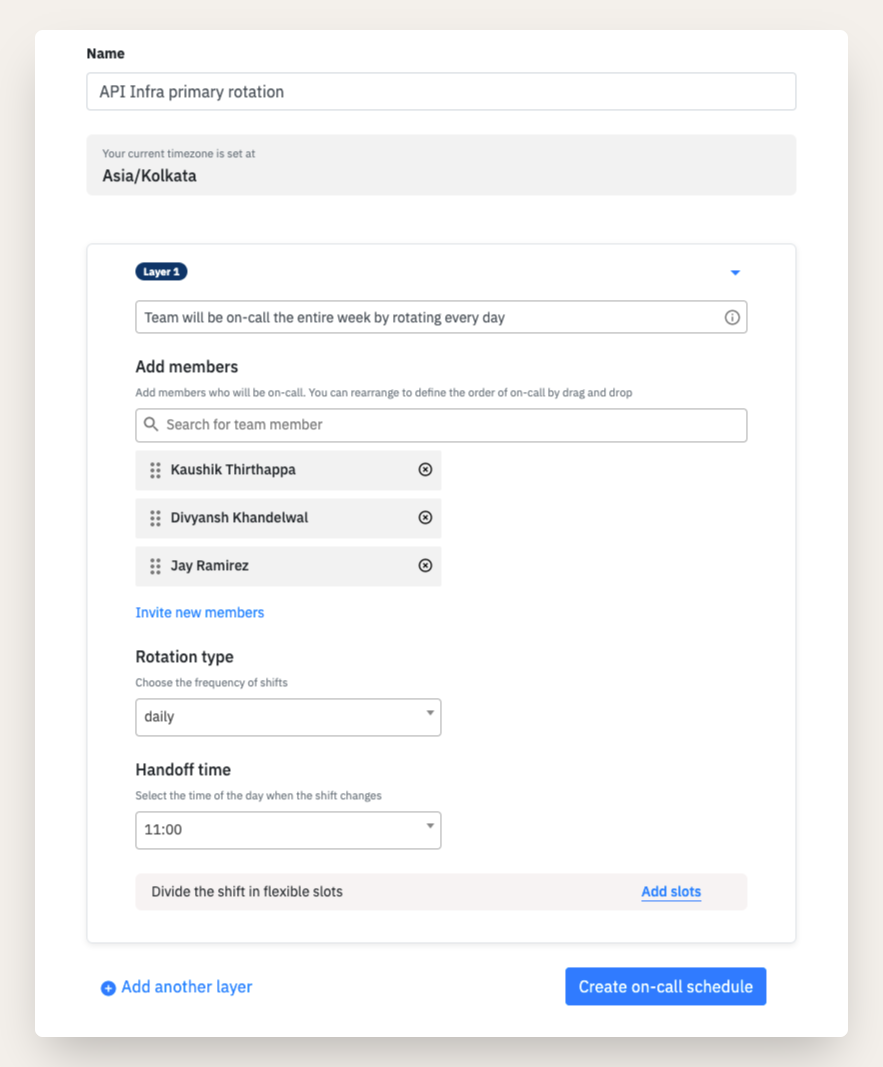 Name
API Infra primary rotation
Your current timezone is set at
Asia/Kolkata
Layer 1
Team will be on-call the entire week by rotating every day
Add members
Add members who will be on-call. You can rearrange to define the order of on-call by drag and drop
Search for team member
Kaushik Thirthappa
Divyansh Khandelwal
Jay Ramirez
Invite new members
Rotation type
Choose the frequency of shifts
daily
Handoff time
Select the time of the day when the shift changes
11:00
Divide the shift in flexible slots Add slots
Add another layer Create on-call schedule